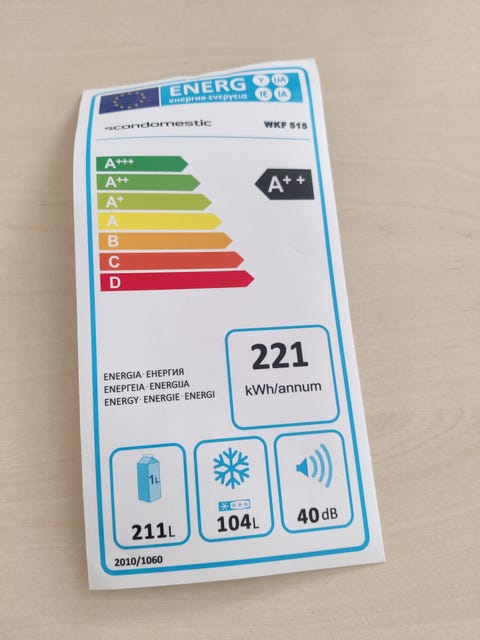 ENERG Y UA
енергия·ενεργεια IE IA
scandomestic WKF 515
A+++
A++
A++
A+
A
B
C
D
221
kWh/annum
ENERGIA·ЕНЕРГИЯ
ΕΝΕΡΓΕΙΑ·ENERGIJA
ENERGY·ENERGIE·ENERGI
1L
211L
104L
40dB
2010/1060